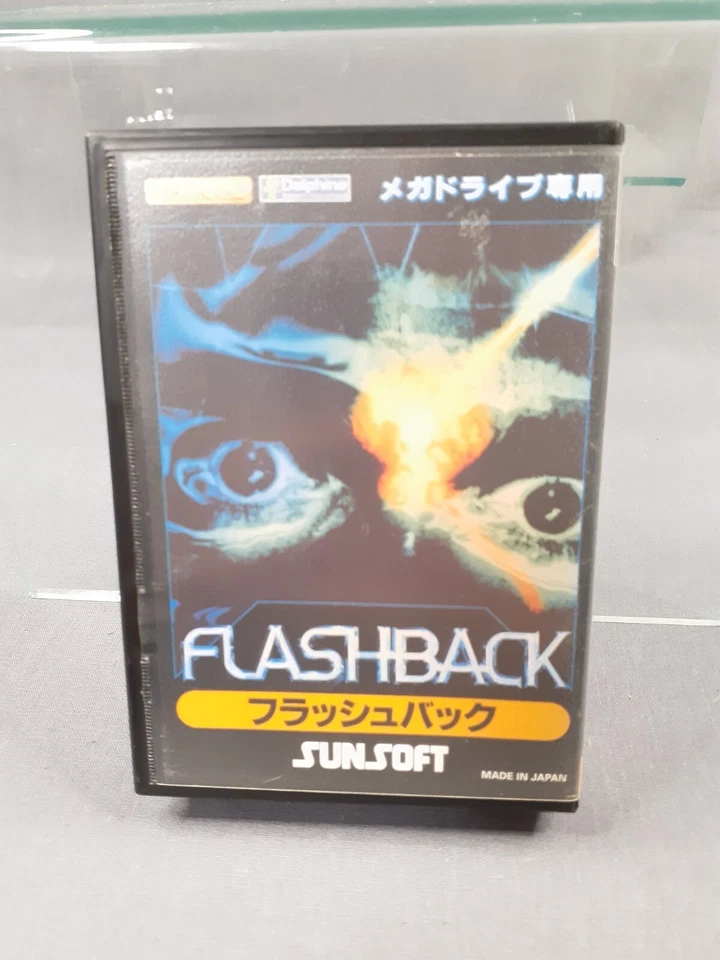 Delphine
メガドライブ専用
FLASHBACK
フラッシュバック
SUNSOFT
MADE IN JAPAN